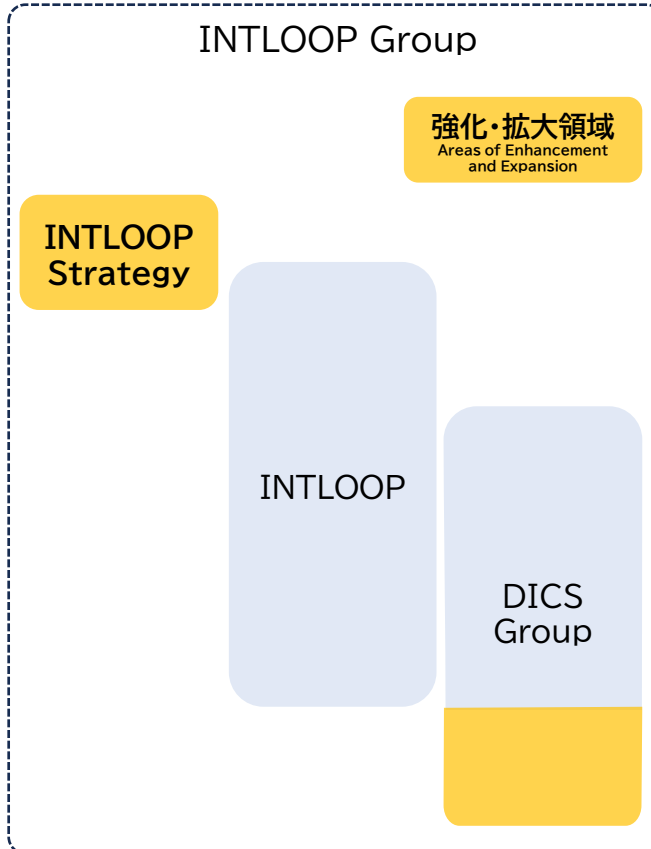 INTLOOP Group
強化・拡大領域
Areas of Enhancement
and Expansion
INTLOOP
Strategy
INTLOOP
DICS
Group